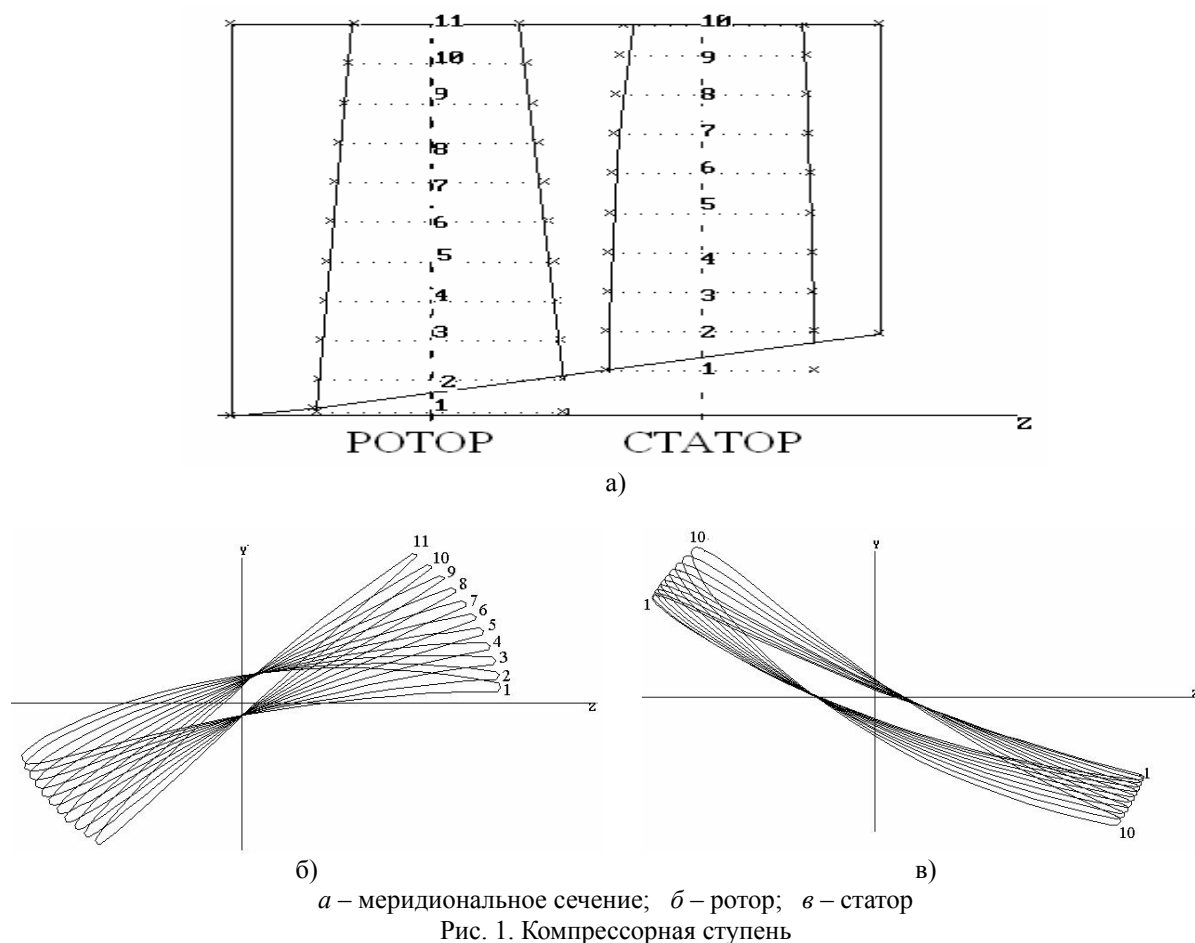 11 10
10 9
9 8
8 7
7 6
6 5
5 4
4 3
3 2
2 1
1
z
РОТОР СТАТОР
а)
Y
11
10
9
8
7
6
5
4
3
2
1
z
б)
10
Y
1
z
1
10
в)
а – меридиональное сечение; б – ротор; в – статор
Рис. 1. Компрессорная ступень